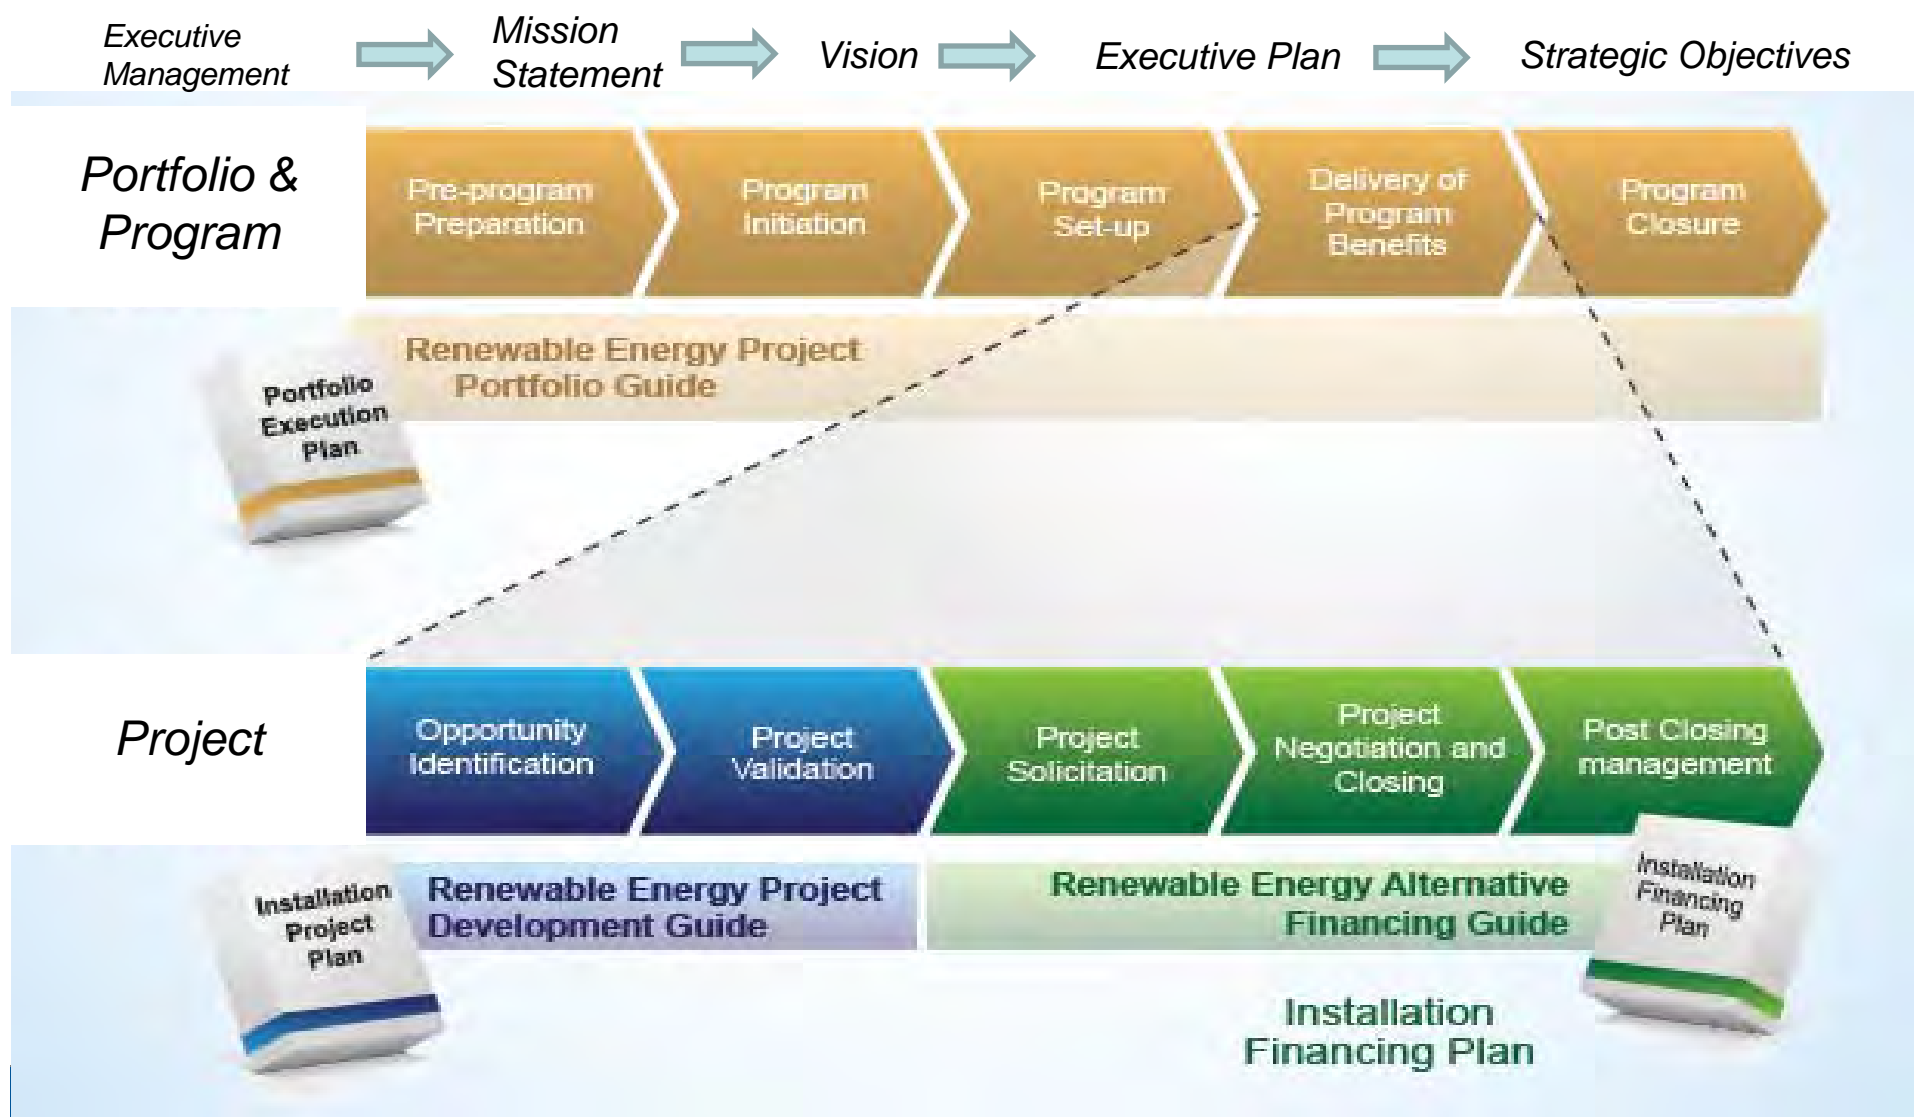 Executive
Management
Mission
Statement
Vision
Executive Plan
Strategic Objectives
Portfolio &
Program
Pre-program
Preparation
Program
Initiation
Program
Set-up
Delivery of
Program
Benefits
Program
Closure
Renewable Energy Project
Portfolio Guide
Portfolio
Execution
Plan
Project
Opportunity
Identification
Project
Validation
Project
Solicitation
Project
Negotiation and
Closing
Post Closing
management
Installation
Project
Plan
Renewable Energy Project
Development Guide
Renewable Energy Alternative
Financing Guide
Installation
Financing
Plan
Installation
Financing Plan